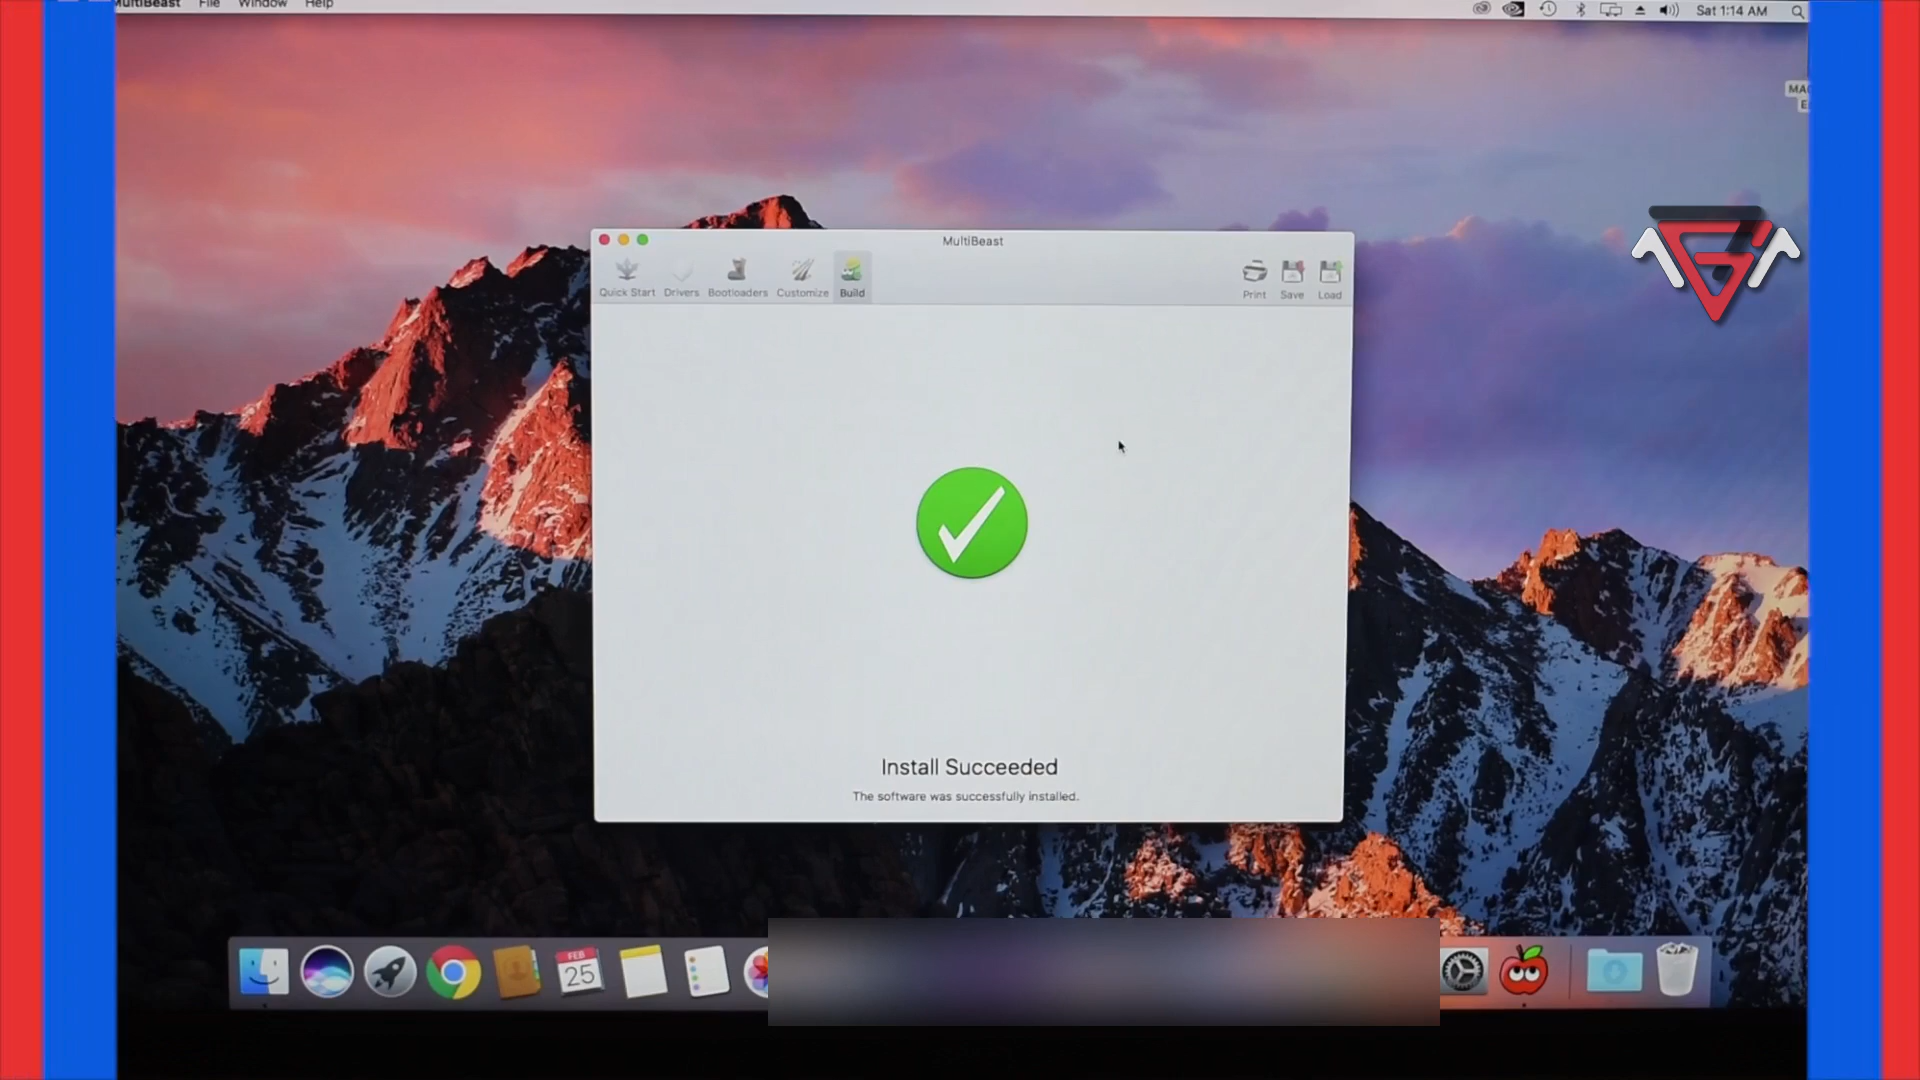 MultiBeast File Window Help
Sat 1:14 AM
MAC
MultiBeast
Quick Start Drivers Bootloaders Customize Build
Print Save Load
Install Succeeded
The software was successfully installed.
FEB
25